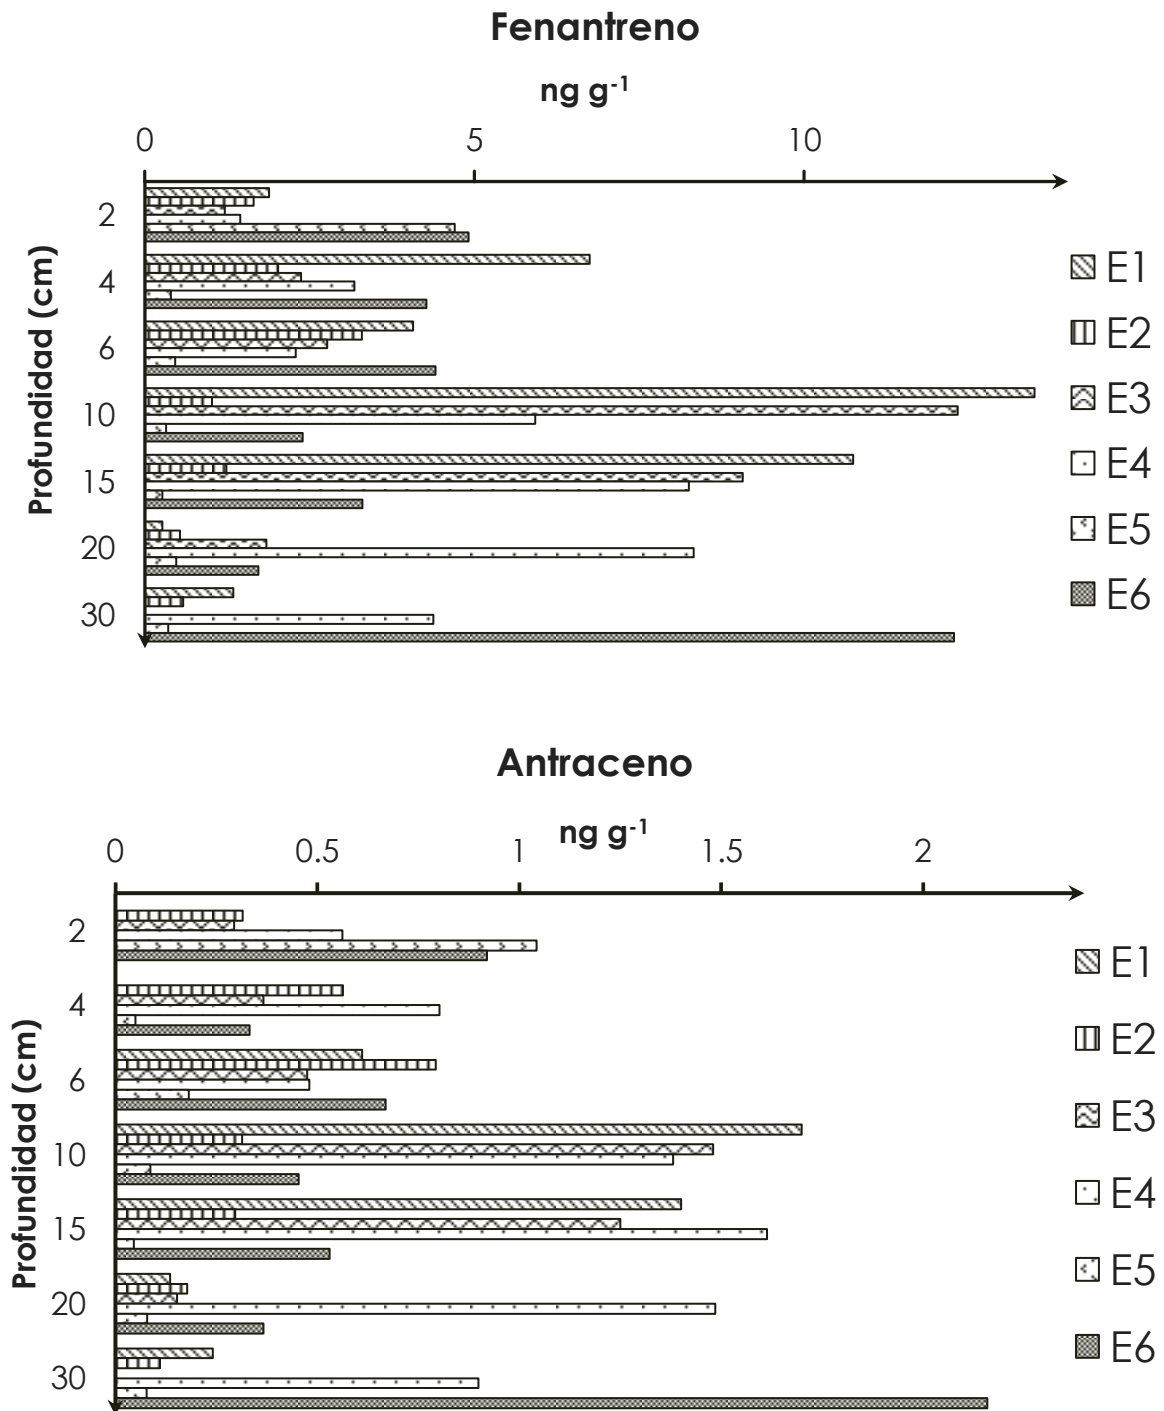 Fenantreno
ng g-1
0 5 10
Profundidad (cm)
2
4
6
10
15
20
30
E1
E2
E3
E4
E5
E6
Antraceno
ng g-1
0 0.5 1 1.5 2
Profundidad (cm)
2
4
6
10
15
20
30
E1
E2
E3
E4
E5
E6